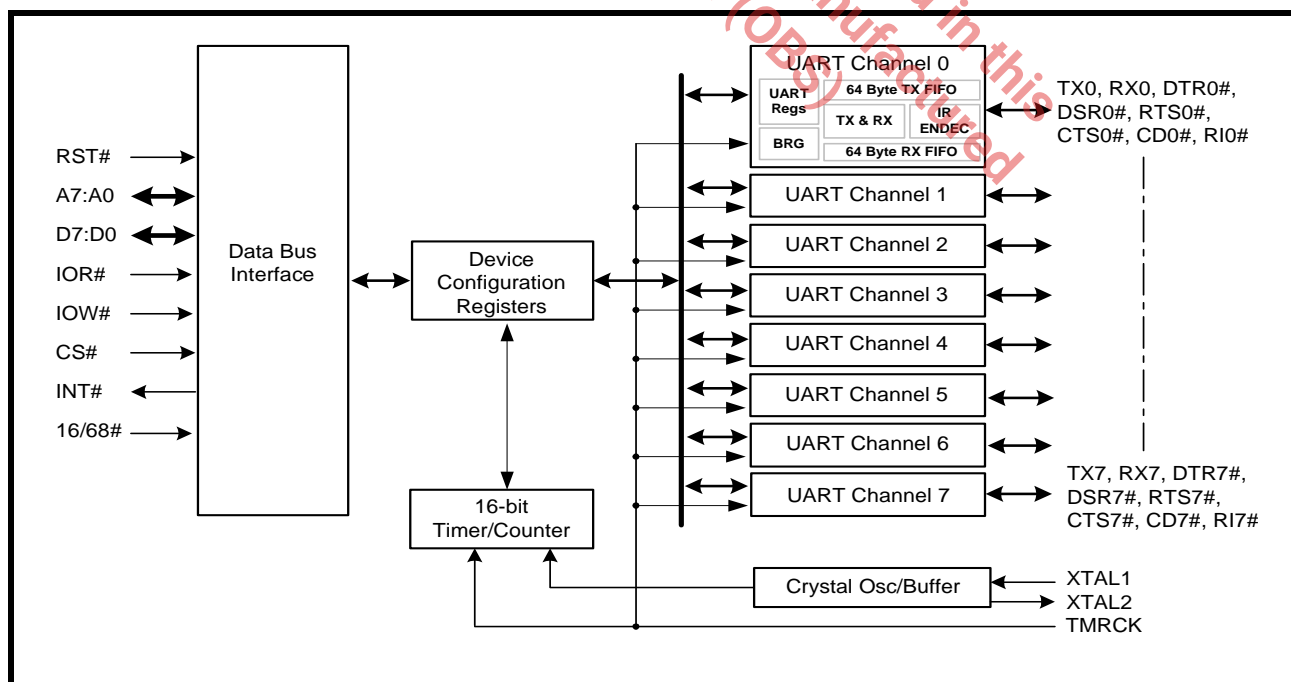 d in this
nufactured
(OBS)
UART Channel 0
UART
Regs
64 Byte TX FIFO
TX & RX
IR
ENDEC
BRG
64 Byte RX FIFO
TX0, RX0, DTR0#,
DSR0#, RTS0#,
CTS0#, CD0#, RI0#
RST#
A7:A0
D7:D0
IOR#
IOW#
CS#
INT#
16/68#
Data Bus
Interface
Device
Configuration
Registers
16-bit
Timer/Counter
UART Channel 1
UART Channel 2
UART Channel 3
UART Channel 4
UART Channel 5
UART Channel 6
UART Channel 7
TX7, RX7, DTR7#,
DSR7#, RTS7#,
CTS7#, CD7#, RI7#
Crystal Osc/Buffer
XTAL1
XTAL2
TMRCK